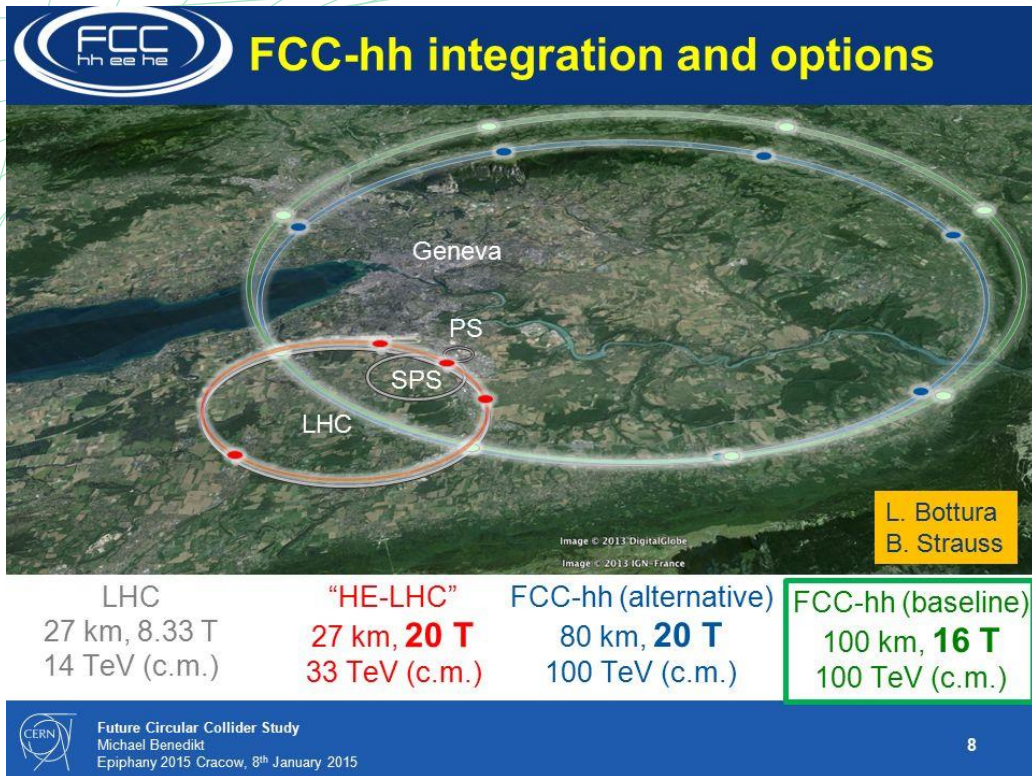 FCC
hh ee he
FCC-hh integration and options
Geneva
PS
SPS
LHC
L. Bottura
B. Strauss
Image © 2013 DigitalGlobe
Image © 2013 IGN-France
LHC
27 km, 8.33 T
14 TeV (c.m.)
“HE-LHC”
27 km, 20 T
33 TeV (c.m.)
FCC-hh (alternative)
80 km, 20 T
100 TeV (c.m.)
FCC-hh (baseline)
100 km, 16 T
100 TeV (c.m.)
CERN
Future Circular Collider Study
Michael Benedikt
Epiphany 2015 Cracow, 8th January 2015
8